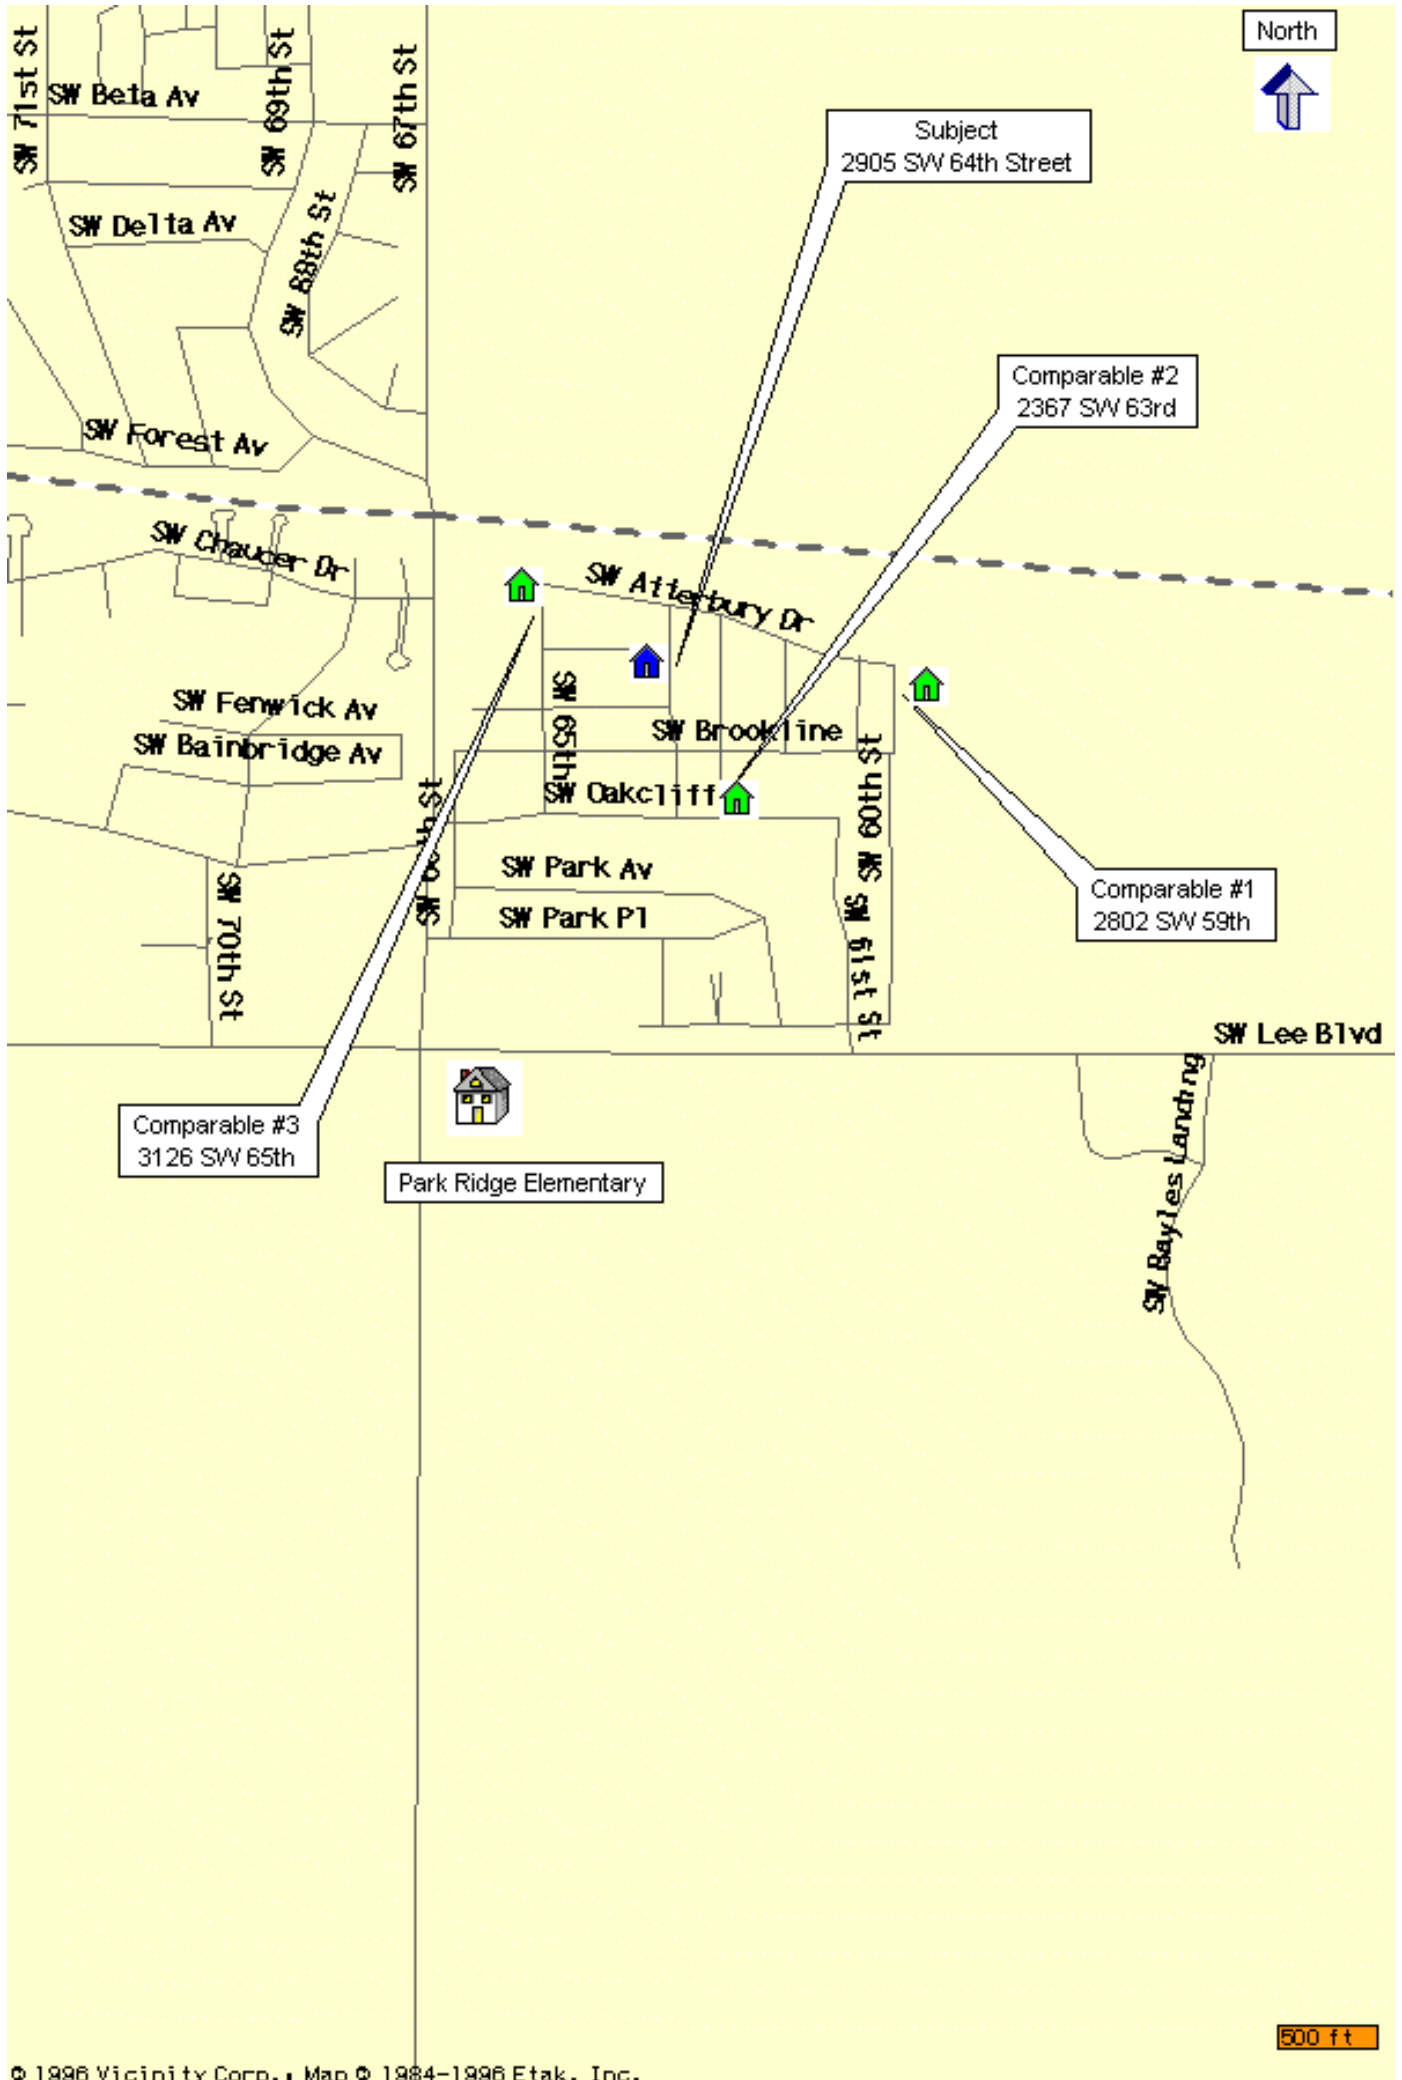 North
SW 71st St
SW Beta Av
SW 69th St
SW 67th St
Subject
2905 SW 64th Street
SW Delta Av
SW 68th St
Comparable #2
2367 SW 63rd
SW Forest Av
SW Chaucer Dr
SW Atterbury Dr
SW Fenwick Av
SW 65th
SW Brookline
SW Bainbridge Av
SW Oakcliff
SW 60th St
SW Park Av
Comparable #1
2802 SW 59th
SW Park Pl
SW 70th St
SW 61st St
SW Lee Blvd
Comparable #3
3126 SW 65th
Park Ridge Elementary
SW Bayles Landing
500 ft
© 1996 Vicinity Corp.; Map © 1984-1996 Etak, Inc.